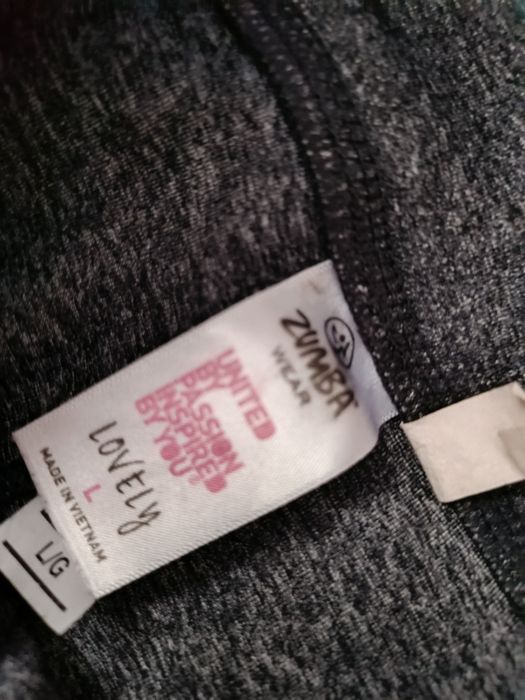 ZUMBA
WEAR
UNITED
BY
PASSION
INSPIRED
BY YOU
LOVELY
L
MADE IN VIETNAM
L/G